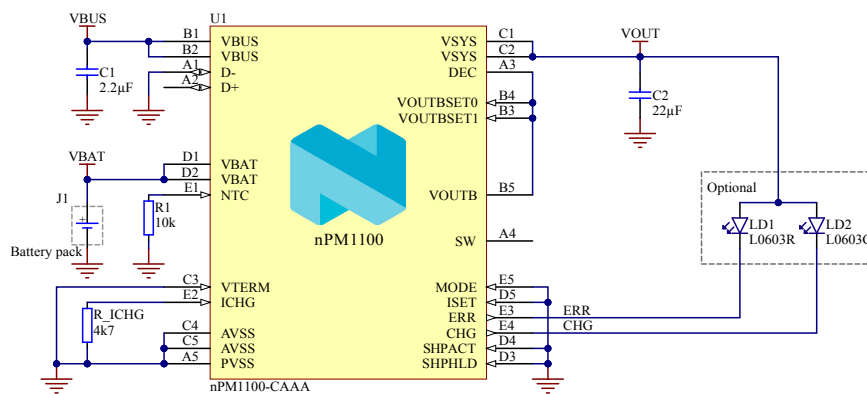 U1
VBUS
B1
VBUS
B2
VBUS
A1
D-
A2
D+
C1
2.2µF
VBAT
D1
VBAT
D2
VBAT
E1
NTC
J1
R1
10k
Battery pack
C3
VTERM
E2
ICHG
R_ICHG
4k7
C4
AVSS
C5
AVSS
A5
PVSS
nPM1100-CAAA
nPM1100
VSYS
C1
VSYS
C2
DEC
A3
VOUTBSET0
B4
VOUTBSET1
B3
VOUTB
B5
SW
A4
MODE
E5
ISET
D5
ERR
E3
ERR
CHG
E4
CHG
SHPACT
D4
SHPHLD
D3
VOUT
C2
22µF
Optional
LD1
L0603R
LD2